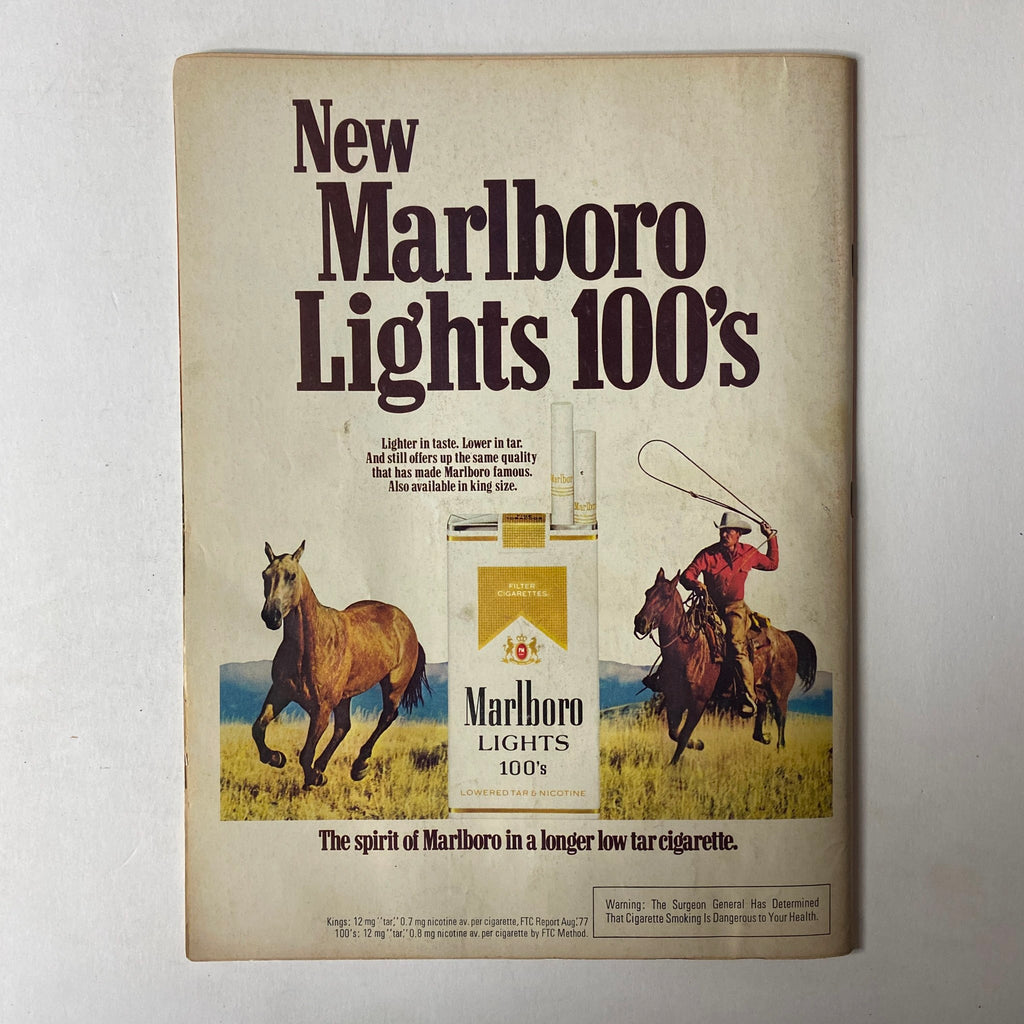 New
Marlboro
Lights 100's
Lighter in taste. Lower in tar.
And still offers up the same quality
that has made Marlboro famous.
Also available in king size.
Marlboro
Marlboro
FILTER
CIGARETTES
PM
Marlboro
LIGHTS
100's
LOWERED TAR & NICOTINE
The spirit of Marlboro in a longer low tar cigarette.
Kings: 12 mg "tar," 0.7 mg nicotine av. per cigarette, FTC Report Aug.'77
100's: 12 mg "tar," 0.8 mg nicotine av. per cigarette by FTC Method.
Warning: The Surgeon General Has Determined
That Cigarette Smoking Is Dangerous to Your Health.